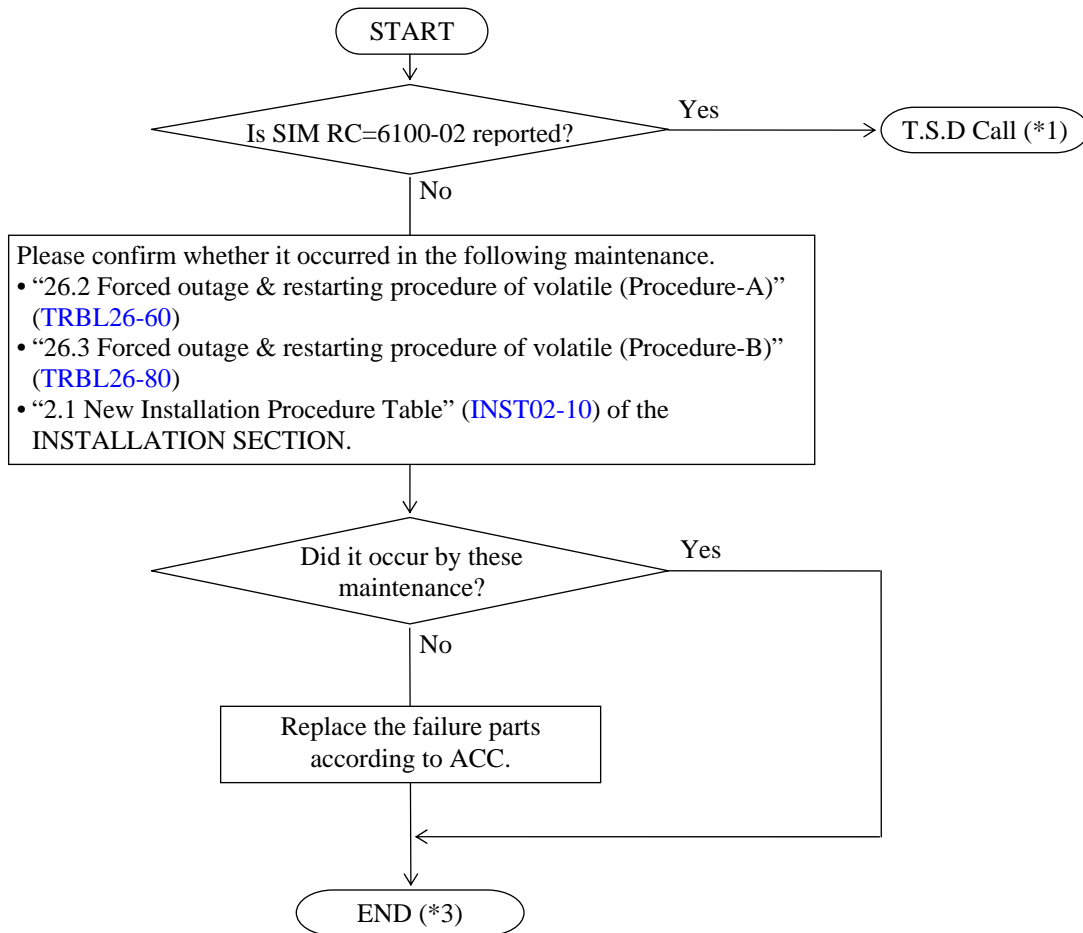 START
Is SIM RC=6100-02 reported?
Yes
T.S.D Call (*1)
No
Please confirm whether it occurred in the following maintenance.
• “26.2 Forced outage & restarting procedure of volatile (Procedure-A)”
(TRBL26-60)
• “26.3 Forced outage & restarting procedure of volatile (Procedure-B)”
(TRBL26-80)
• “2.1 New Installation Procedure Table” (INST02-10) of the
INSTALLATION SECTION.
Did it occur by these
maintenance?
Yes
No
Replace the failure parts
according to ACC.
END (*3)